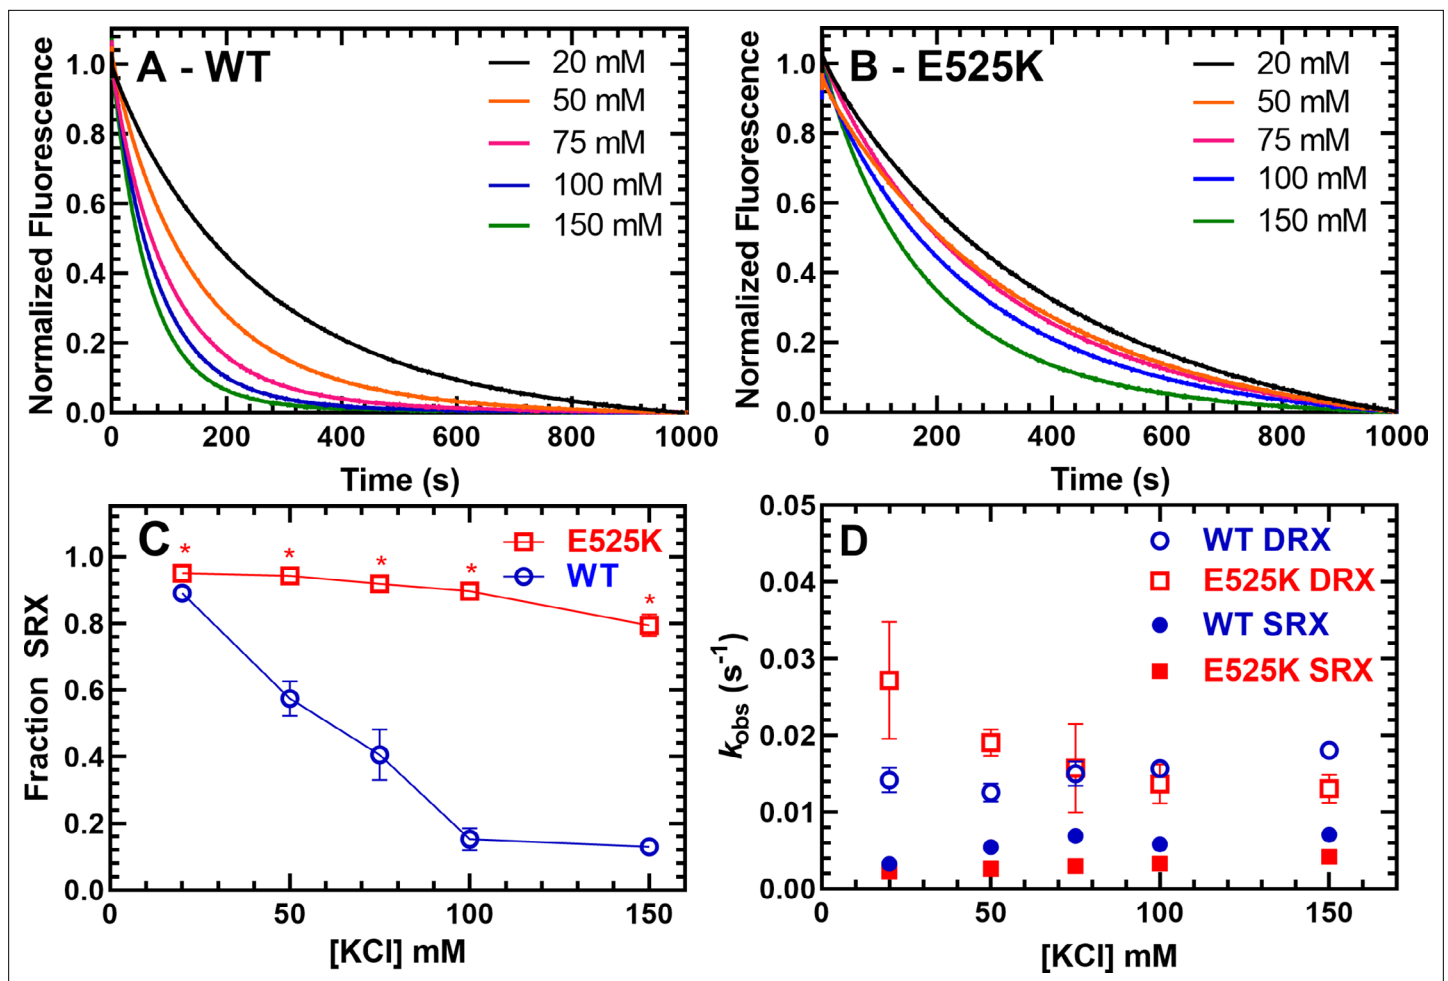 A - WT
20 mM
50 mM
75 mM
100 mM
150 mM
Normalized Fluorescence
1.0
0.8
0.6
0.4
0.2
0.0
0 200 400 600 800 1000
Time (s)
B - E525K
20 mM
50 mM
75 mM
100 mM
150 mM
Normalized Fluorescence
1.0
0.8
0.6
0.4
0.2
0.0
0 200 400 600 800 1000
Time (s)
C
E525K
WT
* * * * *
Fraction SRX
1.0
0.8
0.6
0.4
0.2
0.0
0 50 100 150
[KCl] mM
D
WT DRX
E525K DRX
WT SRX
E525K SRX
kobs (s-1)
0.05
0.04
0.03
0.02
0.01
0.00
0 50 100 150
[KCl] mM